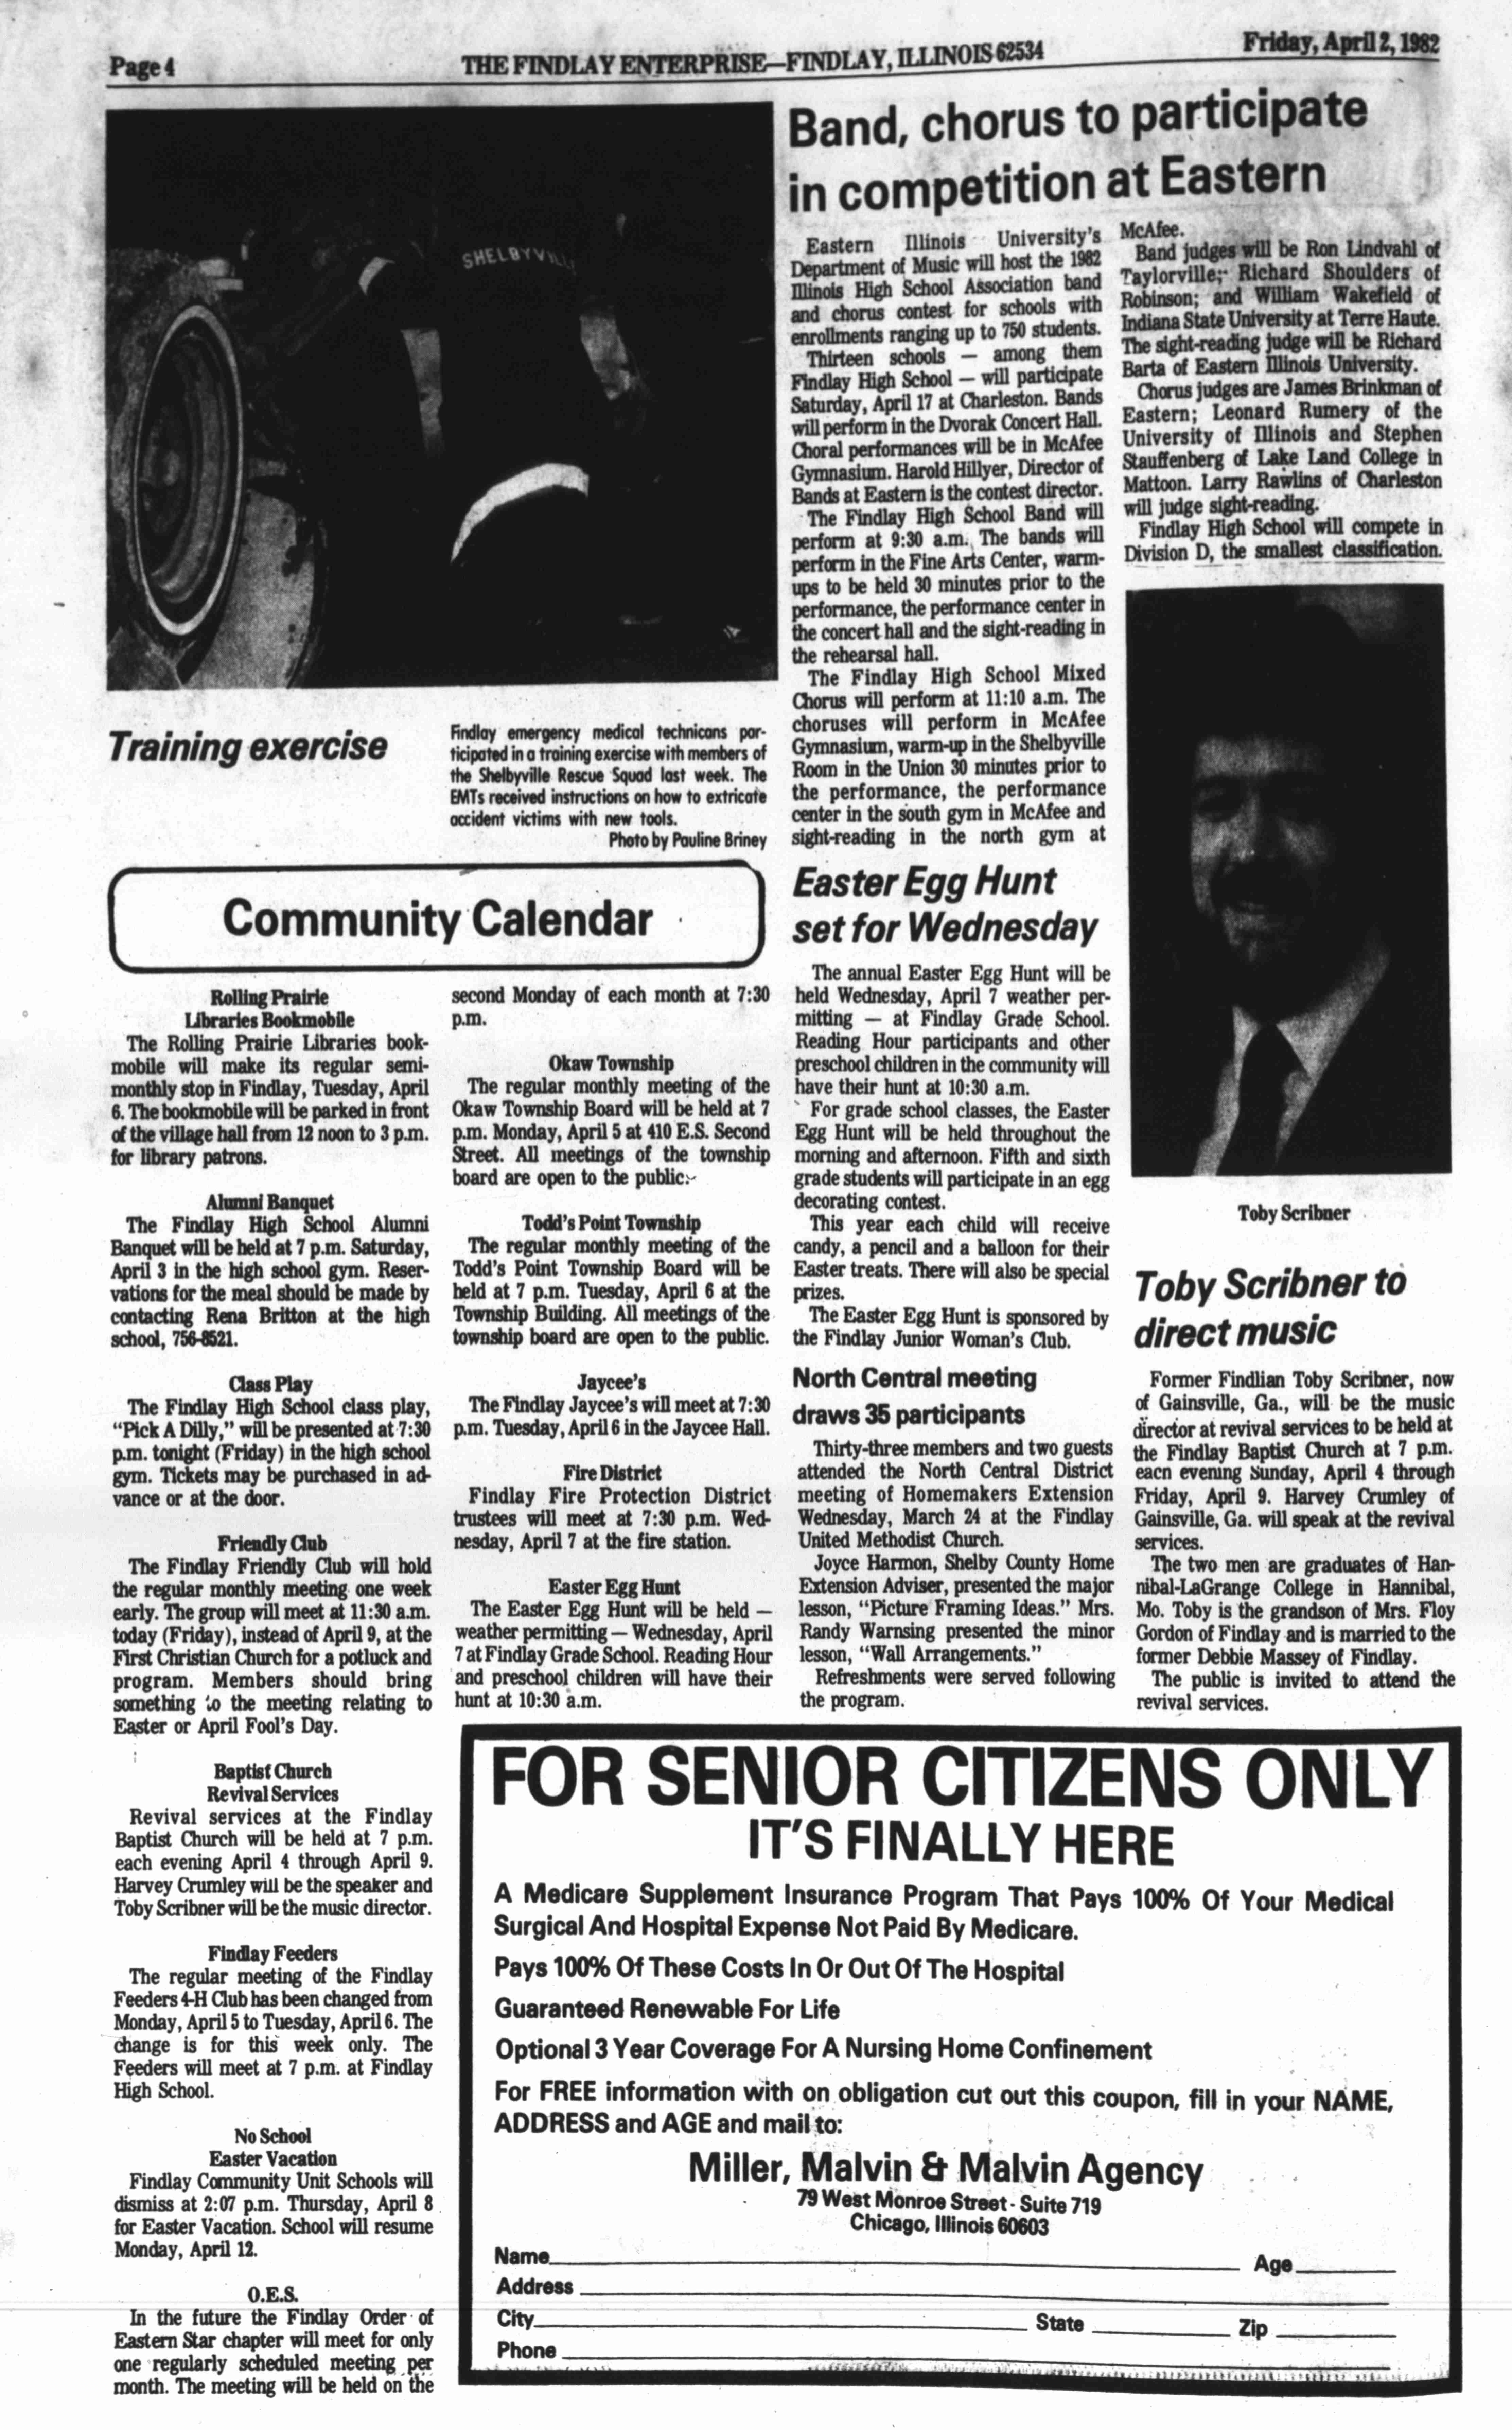 Page 4
THE FINDLAY ENTERPRISE—FINDLAY, ILLINOIS 62534
Friday, April 2, 1982
SHELBYVILL
Training exercise
Findlay emergency medical technicans par-
ticipated in a training exercise with members of
the Shelbyville Rescue Squad last week. The
EMTs received instructions on how to extricate
accident victims with new tools.
Photo by Pauline Briney
Band, chorus to participate
in competition at Eastern
Eastern Illinois University's
Department of Music will host the 1982
Illinois High School Association band
and chorus contest for schools with
enrollments ranging up to 750 students.
Thirteen schools — among them
Findlay High School — will participate
Saturday, April 17 at Charleston. Bands
will perform in the Dvorak Concert Hall.
Choral performances will be in McAfee
Gymnasium. Harold Hillyer, Director of
Bands at Eastern is the contest director.
The Findlay High School Band will
perform at 9:30 a.m. The bands will
perform in the Fine Arts Center, warm-
ups to be held 30 minutes prior to the
performance, the performance center in
the concert hall and the sight-reading in
the rehearsal hall.
The Findlay High School Mixed
Chorus will perform at 11:10 a.m. The
choruses will perform in McAfee
Gymnasium, warm-up in the Shelbyville
Room in the Union 30 minutes prior to
the performance, the performance
center in the south gym in McAfee and
sight-reading in the north gym at
McAfee.
Band judges will be Ron Lindvahl of
Taylorville; Richard Shoulders of
Robinson; and William Wakefield of
Indiana State University at Terre Haute.
The sight-reading judge will be Richard
Barta of Eastern Illinois University.
Chorus judges are James Brinkman of
Eastern; Leonard Rumery of the
University of Illinois and Stephen
Stauffenberg of Lake Land College in
Mattoon. Larry Rawlins of Charleston
will judge sight-reading.
Findlay High School will compete in
Division D, the smallest classification.
Community Calendar
Rolling Prairie
Libraries Bookmobile
The Rolling Prairie Libraries book-
mobile will make its regular semi-
monthly stop in Findlay, Tuesday, April
6. The bookmobile will be parked in front
of the village hall from 12 noon to 3 p.m.
for library patrons.
Alumni Banquet
The Findlay High School Alumni
Banquet will be held at 7 p.m. Saturday,
April 3 in the high school gym. Reser-
vations for the meal should be made by
contacting Rena Britton at the high
school, 756-8521.
Class Play
The Findlay High School class play,
"Pick A Dilly," will be presented at 7:30
p.m. tonight (Friday) in the high school
gym. Tickets may be purchased in ad-
vance or at the door.
Friendly Club
The Findlay Friendly Club will hold
the regular monthly meeting one week
early. The group will meet at 11:30 a.m.
today (Friday), instead of April 9, at the
First Christian Church for a potluck and
program. Members should bring
something to the meeting relating to
Easter or April Fool's Day.
Baptist Church
Revival Services
Revival services at the Findlay
Baptist Church will be held at 7 p.m.
each evening April 4 through April 9.
Harvey Crumley will be the speaker and
Toby Scribner will be the music director.
Findlay Feeders
The regular meeting of the Findlay
Feeders 4-H Club has been changed from
Monday, April 5 to Tuesday, April 6. The
change is for this week only. The
Feeders will meet at 7 p.m. at Findlay
High School.
No School
Easter Vacation
Findlay Community Unit Schools will
dismiss at 2:07 p.m. Thursday, April 8
for Easter Vacation. School will resume
Monday, April 12.
O.E.S.
In the future the Findlay Order of
Eastern Star chapter will meet for only
one regularly scheduled meeting per
month. The meeting will be held on the
second Monday of each month at 7:30
p.m.
Okaw Township
The regular monthly meeting of the
Okaw Township Board will be held at 7
p.m. Monday, April 5 at 410 E.S. Second
Street. All meetings of the township
board are open to the public.
Todd's Point Township
The regular monthly meeting of the
Todd's Point Township Board will be
held at 7 p.m. Tuesday, April 6 at the
Township Building. All meetings of the
township board are open to the public.
Jaycee's
The Findlay Jaycee's will meet at 7:30
p.m. Tuesday, April 6 in the Jaycee Hall.
Fire District
Findlay Fire Protection District
trustees will meet at 7:30 p.m. Wed-
nesday, April 7 at the fire station.
Easter Egg Hunt
The Easter Egg Hunt will be held —
weather permitting — Wednesday, April
7 at Findlay Grade School. Reading Hour
and preschool children will have their
hunt at 10:30 a.m.
Easter Egg Hunt
set for Wednesday
The annual Easter Egg Hunt will be
held Wednesday, April 7 weather per-
mitting — at Findlay Grade School.
Reading Hour participants and other
preschool children in the community will
have their hunt at 10:30 a.m.
For grade school classes, the Easter
Egg Hunt will be held throughout the
morning and afternoon. Fifth and sixth
grade students will participate in an egg
decorating contest.
This year each child will receive
candy, a pencil and a balloon for their
Easter treats. There will also be special
prizes.
The Easter Egg Hunt is sponsored by
the Findlay Junior Woman's Club.
North Central meeting
draws 35 participants
Thirty-three members and two guests
attended the North Central District
meeting of Homemakers Extension
Wednesday, March 24 at the Findlay
United Methodist Church.
Joyce Harmon, Shelby County Home
Extension Adviser, presented the major
lesson, "Picture Framing Ideas." Mrs.
Randy Warnsing presented the minor
lesson, "Wall Arrangements."
Refreshments were served following
the program.
Toby Scribner
Toby Scribner to
direct music
Former Findlian Toby Scribner, now
of Gainsville, Ga., will be the music
director at revival services to be held at
the Findlay Baptist Church at 7 p.m.
each evening Sunday, April 4 through
Friday, April 9. Harvey Crumley of
Gainsville, Ga. will speak at the revival
services.
The two men are graduates of Han-
nibal-LaGrange College in Hannibal,
Mo. Toby is the grandson of Mrs. Floy
Gordon of Findlay and is married to the
former Debbie Massey of Findlay.
The public is invited to attend the
revival services.
FOR SENIOR CITIZENS ONLY
IT'S FINALLY HERE
A Medicare Supplement Insurance Program That Pays 100% Of Your Medical
Surgical And Hospital Expense Not Paid By Medicare.
Pays 100% Of These Costs In Or Out Of The Hospital
Guaranteed Renewable For Life
Optional 3 Year Coverage For A Nursing Home Confinement
For FREE information with on obligation cut out this coupon, fill in your NAME,
ADDRESS and AGE and mail to:
Miller, Malvin & Malvin Agency
79 West Monroe Street - Suite 719
Chicago, Illinois 60603
Name Age
Address
City State Zip
Phone